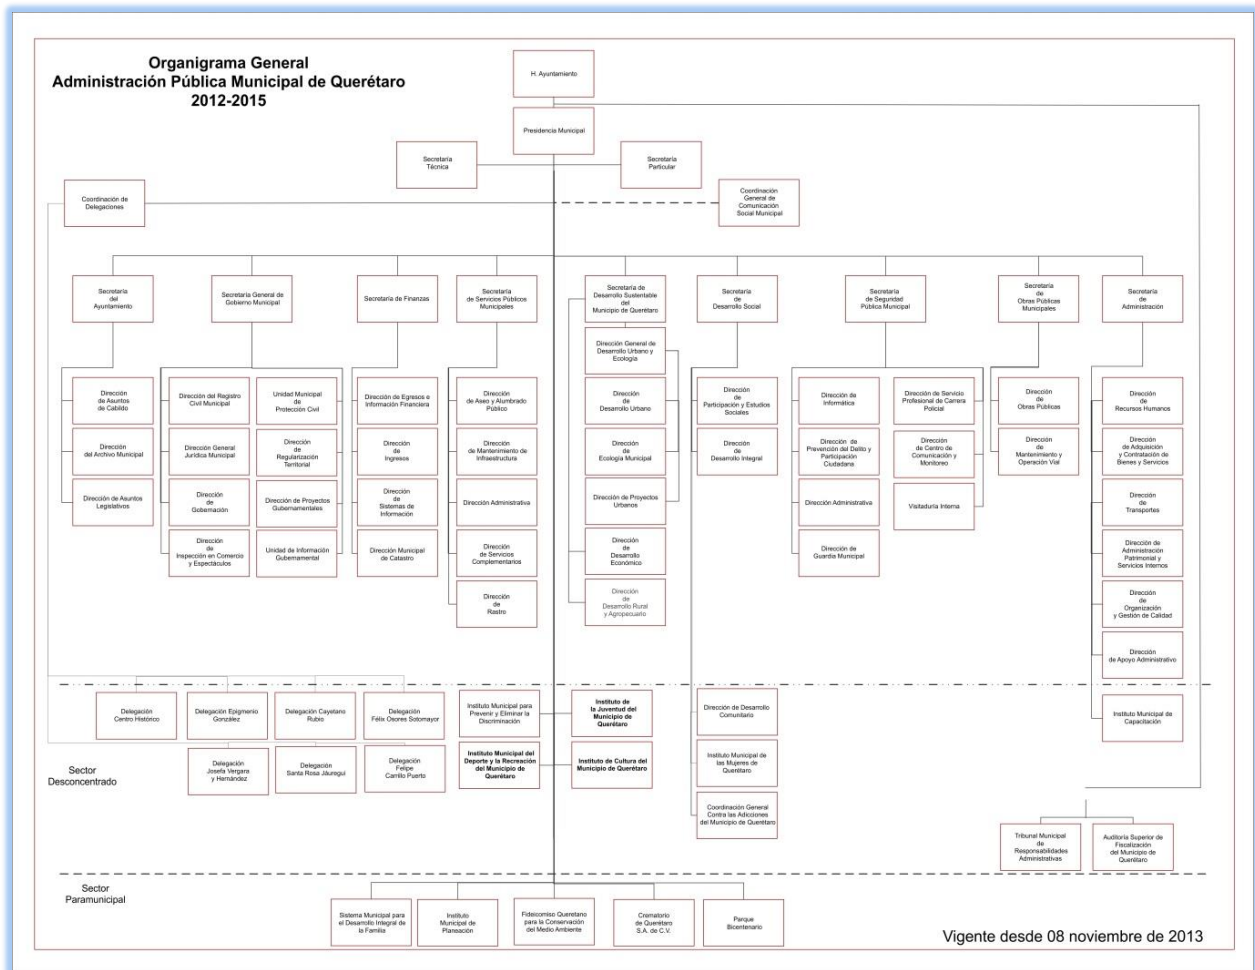 Organigrama General
Administración Pública Municipal de Querétaro
2012-2015
H. Ayuntamiento
Presidencia Municipal
Secretaría
Técnica
Secretaría
Particular
Coordinación de
Delegaciones
Coordinación
General de
Comunicación
Social Municipal
Secretaría
del
Ayuntamiento
Secretaría General de
Gobierno Municipal
Secretaría de Finanzas
Secretaría
de Servicios Públicos
Municipales
Secretaría de
Desarrollo Sustentable
del
Municipio de Querétaro
Secretaría
de
Desarrollo Social
Secretaría
de Seguridad
Pública Municipal
Secretaría
de
Obras Públicas
Municipales
Secretaría
de
Administración
Dirección
de Asuntos
de Cabildo
Dirección
del Archivo Municipal
Dirección de Asuntos
Legislativos
Dirección del Registro
Civil Municipal
Dirección General
Jurídica Municipal
Dirección
de
Gobernación
Dirección
de
Inspección en Comercio
y Espectáculos
Unidad Municipal
de
Protección Civil
Dirección
de
Regularización
Territorial
Dirección de Proyectos
Gubernamentales
Unidad de Información
Gubernamental
Dirección de Egresos e
Información Financiera
Dirección
de
Ingresos
Dirección
de
Sistemas de
Información
Dirección Municipal
de Catastro
Dirección
de Aseo y Alumbrado
Público
Dirección
de Mantenimiento de
Infraestructura
Dirección Administrativa
Dirección
de Servicios
Complementarios
Dirección
de
Rastro
Dirección General de
Desarrollo Urbano y
Ecología
Dirección
de
Desarrollo Urbano
Dirección
de
Ecología Municipal
Dirección de Proyectos
Urbanos
Dirección
de
Desarrollo
Económico
Dirección
de
Desarrollo Rural
y Agropecuario
Dirección
de
Participación y Estudios
Sociales
Dirección
de
Desarrollo Integral
Dirección
de
Informática
Dirección de
Prevención del Delito y
Participación
Ciudadana
Dirección Administrativa
Dirección de
Guardia Municipal
Dirección de Servicio
Profesional de Carrera
Policial
Dirección
de Centro de
Comunicación y
Monitoreo
Visitaduría Interna
Dirección
de
Obras Públicas
Dirección
de
Mantenimiento y
Operación Vial
Dirección
de
Recursos Humanos
Dirección
de Adquisición
y Contratación de
Bienes y Servicios
Dirección
de
Transportes
Dirección de
Administración
Patrimonial y
Servicios Internos
Dirección
de
Organización
y Gestión de Calidad
Dirección
de Apoyo Administrativo
Sector
Desconcentrado
Delegación
Centro Histórico
Delegación Epigmenio
González
Delegación Cayetano
Rubio
Delegación
Félix Osores Sotomayor
Delegación
Josefa Vergara
y Hernández
Delegación
Santa Rosa Jáuregui
Delegación
Felipe
Carrillo Puerto
Instituto Municipal para
Prevenir y Eliminar la
Discriminación
Instituto de
la Juventud del
Municipio de
Querétaro
Instituto Municipal del
Deporte y la Recreación
del Municipio de
Querétaro
Instituto de Cultura del
Municipio de Querétaro
Dirección de Desarrollo
Comunitario
Instituto Municipal de
las Mujeres de
Querétaro
Coordinación General
Contra las Adicciones
del Municipio de Querétaro
Instituto Municipal de
Capacitación
Tribunal Municipal
de
Responsabilidades
Administrativas
Auditoría Superior de
Fiscalización
del Municipio de
Querétaro
Sector
Paramunicipal
Sistema Municipal para
el Desarrollo Integral de
la Familia
Instituto
Municipal de
Planeación
Fideicomiso Queretano
para la Conservación
del Medio Ambiente
Crematorio
de Querétaro
S.A. de C.V.
Parque
Bicentenario
Vigente desde 08 noviembre de 2013